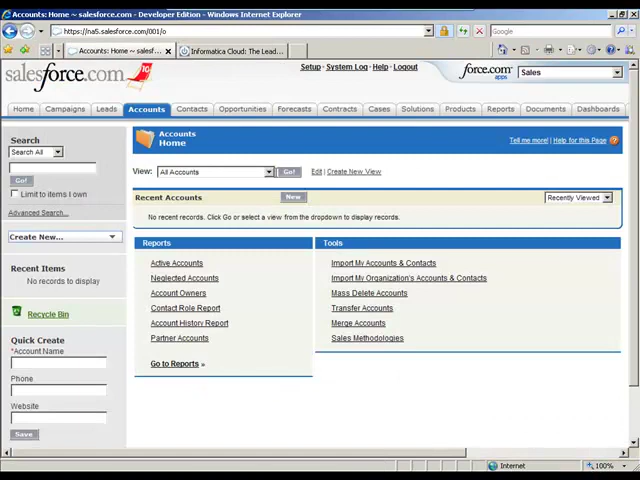 Accounts: Home ~ salesforce.com - Developer Edition - Windows Internet Explorer
https://na5.salesforce.com/001/o
Google
Accounts: Home ~ salesforc...
Informatica Cloud: The Lead...
salesforce.com
10
Setup · System Log · Help · Logout
force.com
apps
Sales
Home
Campaigns
Leads
Accounts
Contacts
Opportunities
Forecasts
Contracts
Cases
Solutions
Products
Reports
Documents
Dashboards
Search
Search All
Go!
Limit to items I own
Advanced Search...
Create New...
Recent Items
No records to display
Recycle Bin
Quick Create
*Account Name
Phone
Website
Save
Accounts
Home
Tell me more! | Help for this Page ?
View: All Accounts Go! Edit | Create New View
Recent Accounts New Recently Viewed
No recent records. Click Go or select a view from the dropdown to display records.
Reports
Active Accounts
Neglected Accounts
Account Owners
Contact Role Report
Account History Report
Partner Accounts
Go to Reports »
Tools
Import My Accounts & Contacts
Import My Organization's Accounts & Contacts
Mass Delete Accounts
Transfer Accounts
Merge Accounts
Sales Methodologies
Internet
100%